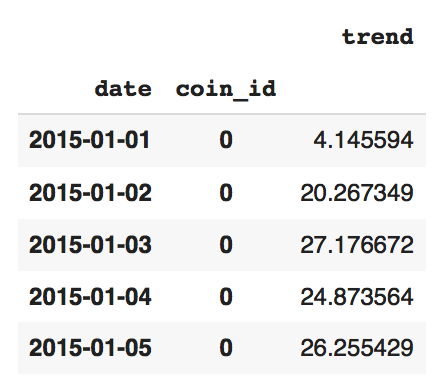 trend
date coin_id
2015-01-01 0 4.145594
2015-01-02 0 20.267349
2015-01-03 0 27.176672
2015-01-04 0 24.873564
2015-01-05 0 26.255429